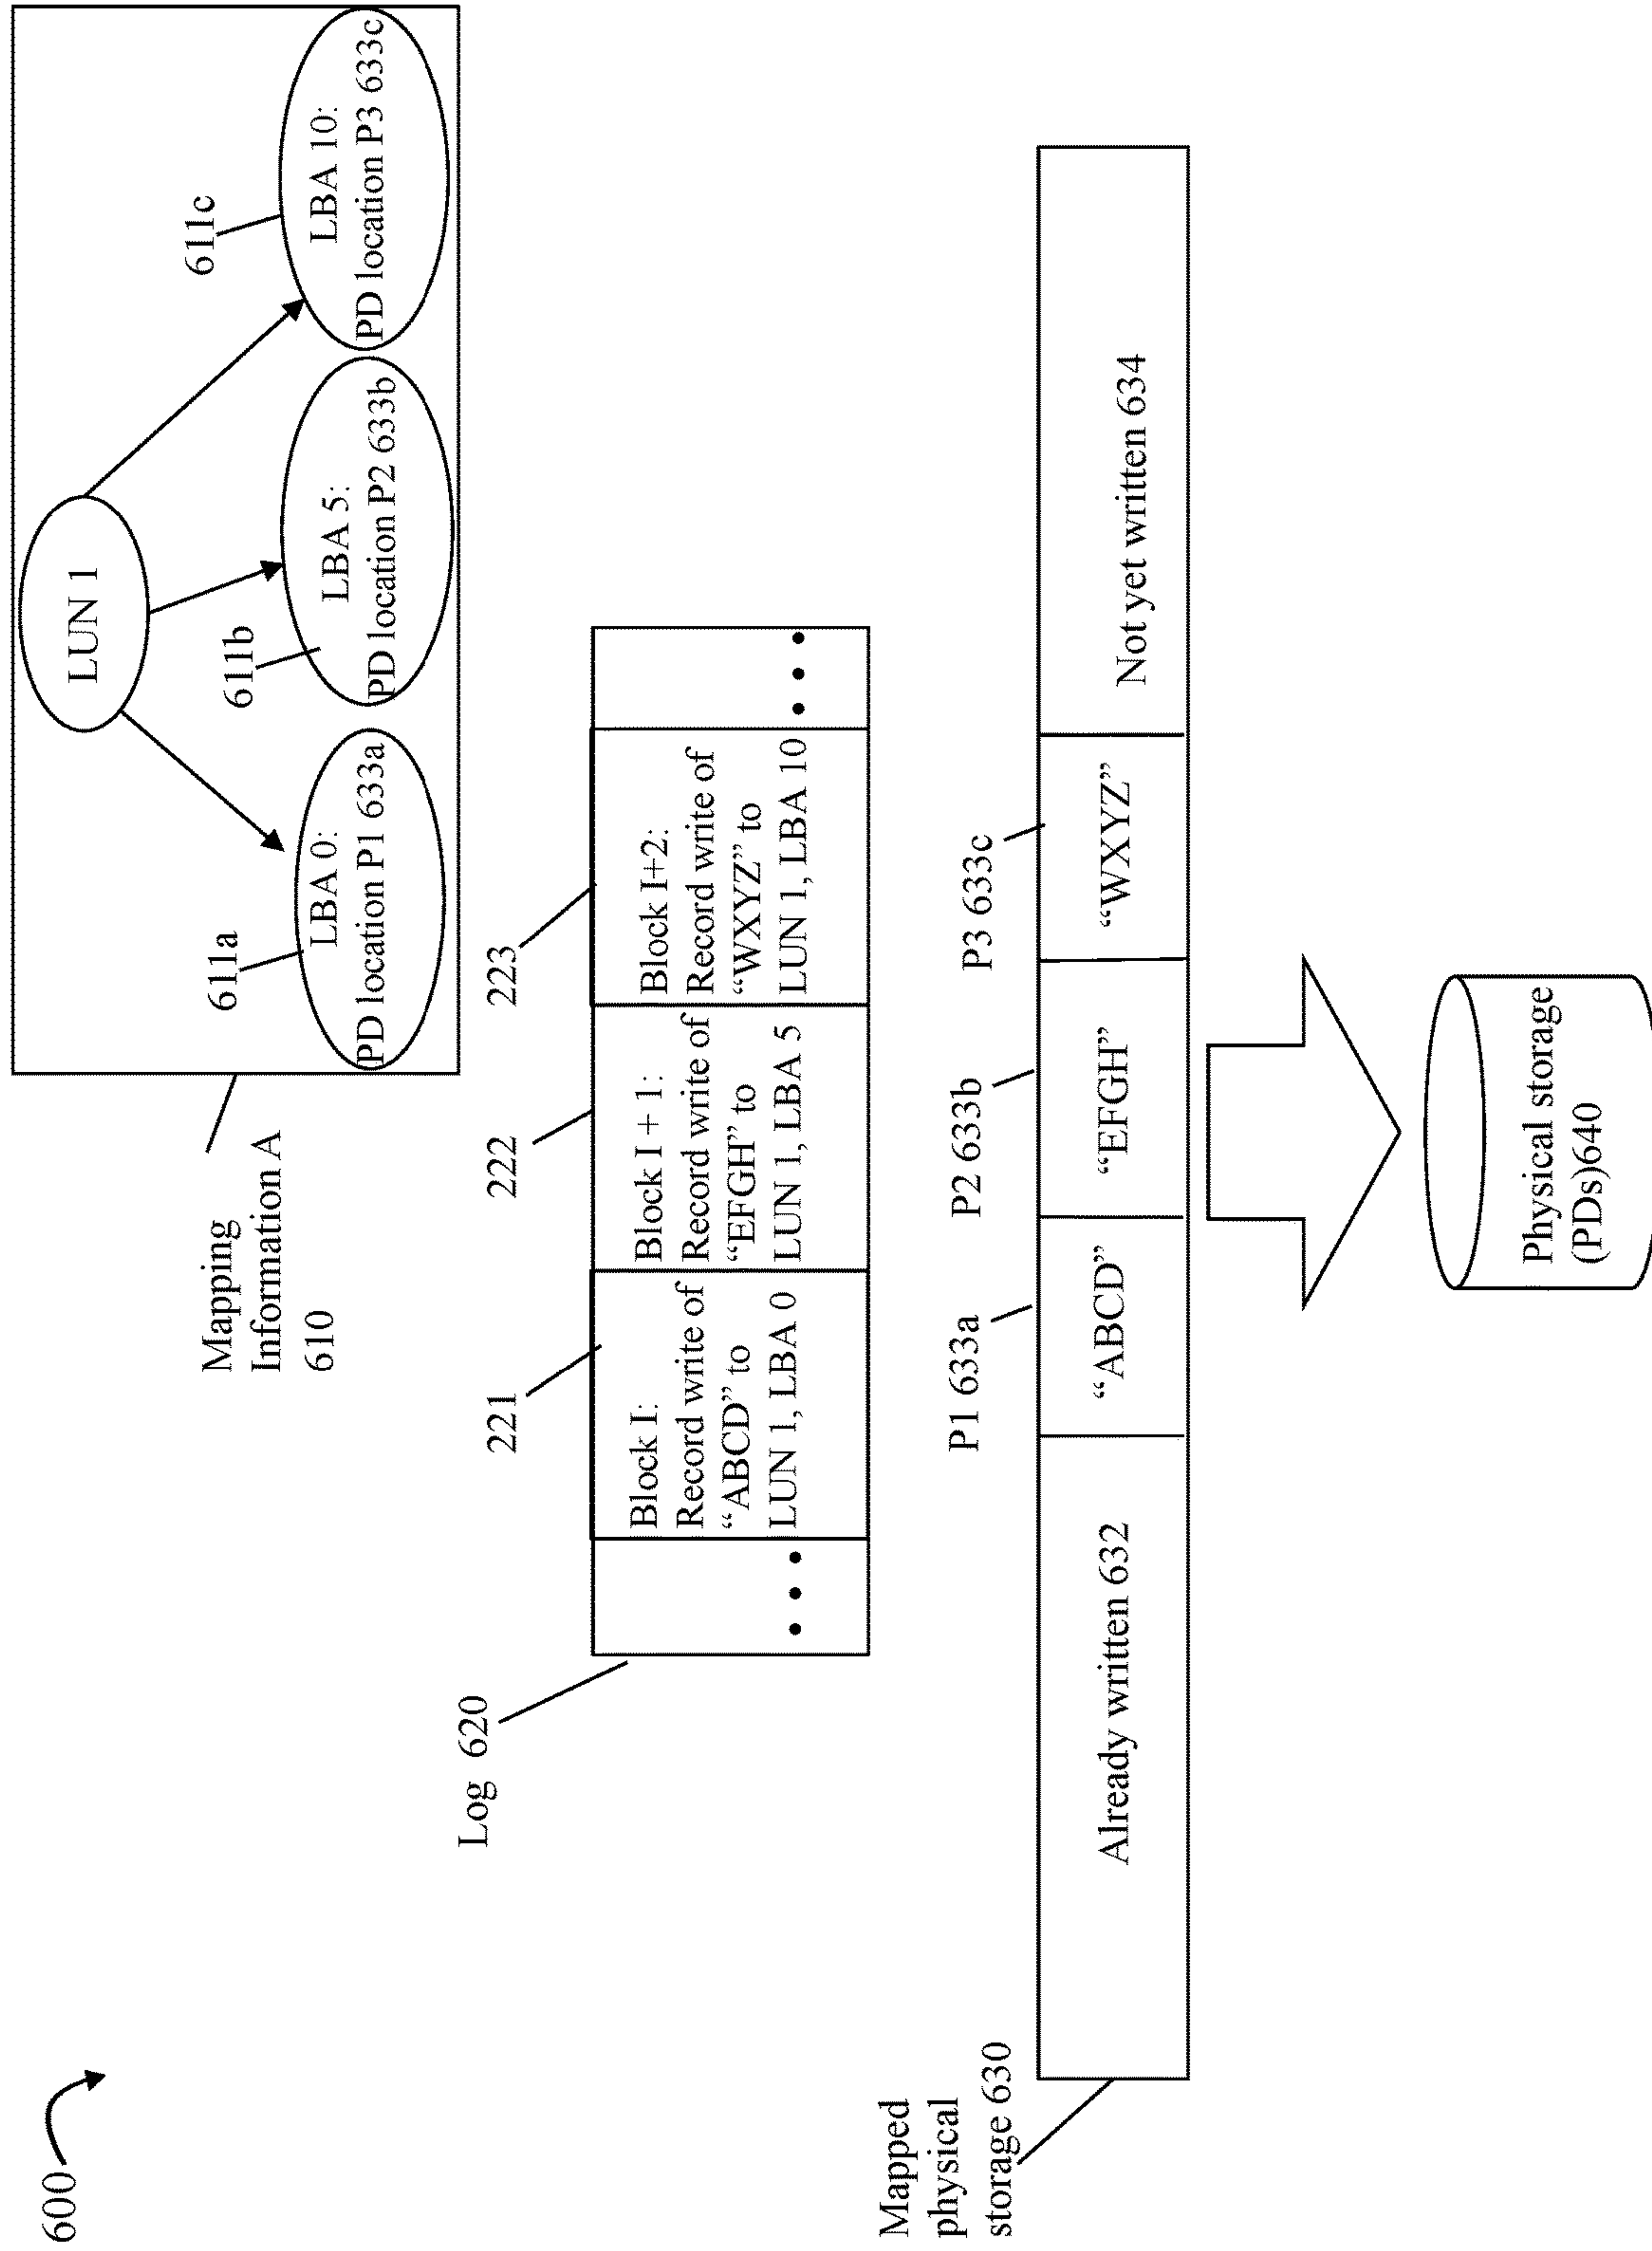 600
Mapping
Information A
610
LUN 1
611a
LBA 0:
PD location P1 633a
611b
LBA 5:
PD location P2 633b
611c
LBA 10:
PD location P3 633c
Log 620
221
222
223
• • •
Block I:
Record write of
“ABCD” to
LUN 1, LBA 0
Block I + 1:
Record write of
“EFGH” to
LUN 1, LBA 5
Block I+2:
Record write of
“WXYZ” to
LUN 1, LBA 10
• • •
Mapped
physical
storage 630
P1 633a
P2 633b
P3 633c
Already written 632
“ABCD”
“EFGH”
“WXYZ”
Not yet written 634
Physical storage
(PDs)640